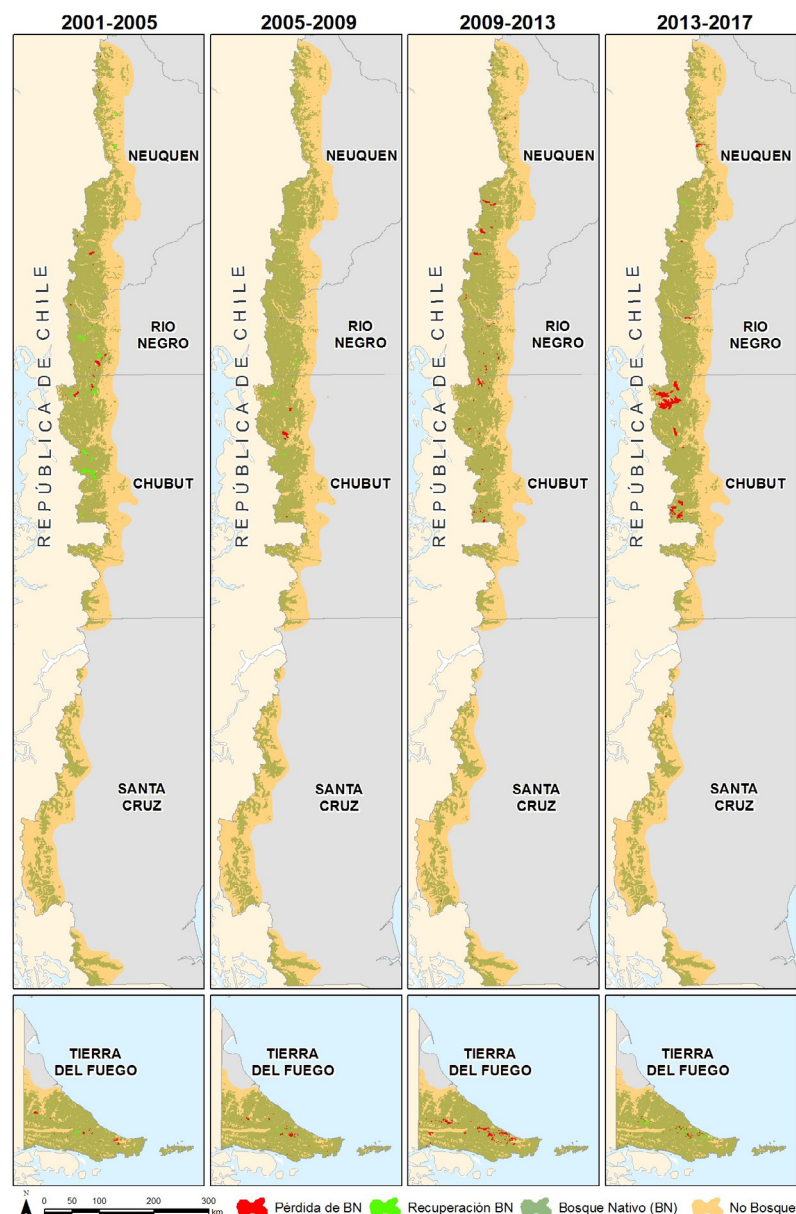 2001-2005
2005-2009
2009-2013
2013-2017
NEUQUEN
NEUQUEN
NEUQUEN
NEUQUEN
REPÚBLICA DE CHILE
REPÚBLICA DE CHILE
REPÚBLICA DE CHILE
REPÚBLICA DE CHILE
RIO
NEGRO
RIO
NEGRO
RIO
NEGRO
RIO
NEGRO
CHUBUT
CHUBUT
CHUBUT
CHUBUT
SANTA
CRUZ
SANTA
CRUZ
SANTA
CRUZ
SANTA
CRUZ
TIERRA
DEL FUEGO
TIERRA
DEL FUEGO
TIERRA
DEL FUEGO
TIERRA
DEL FUEGO
N
0 50 100 200 300
km
Pérdida de BN
Recuperación BN
Bosque Nativo (BN)
No Bosque